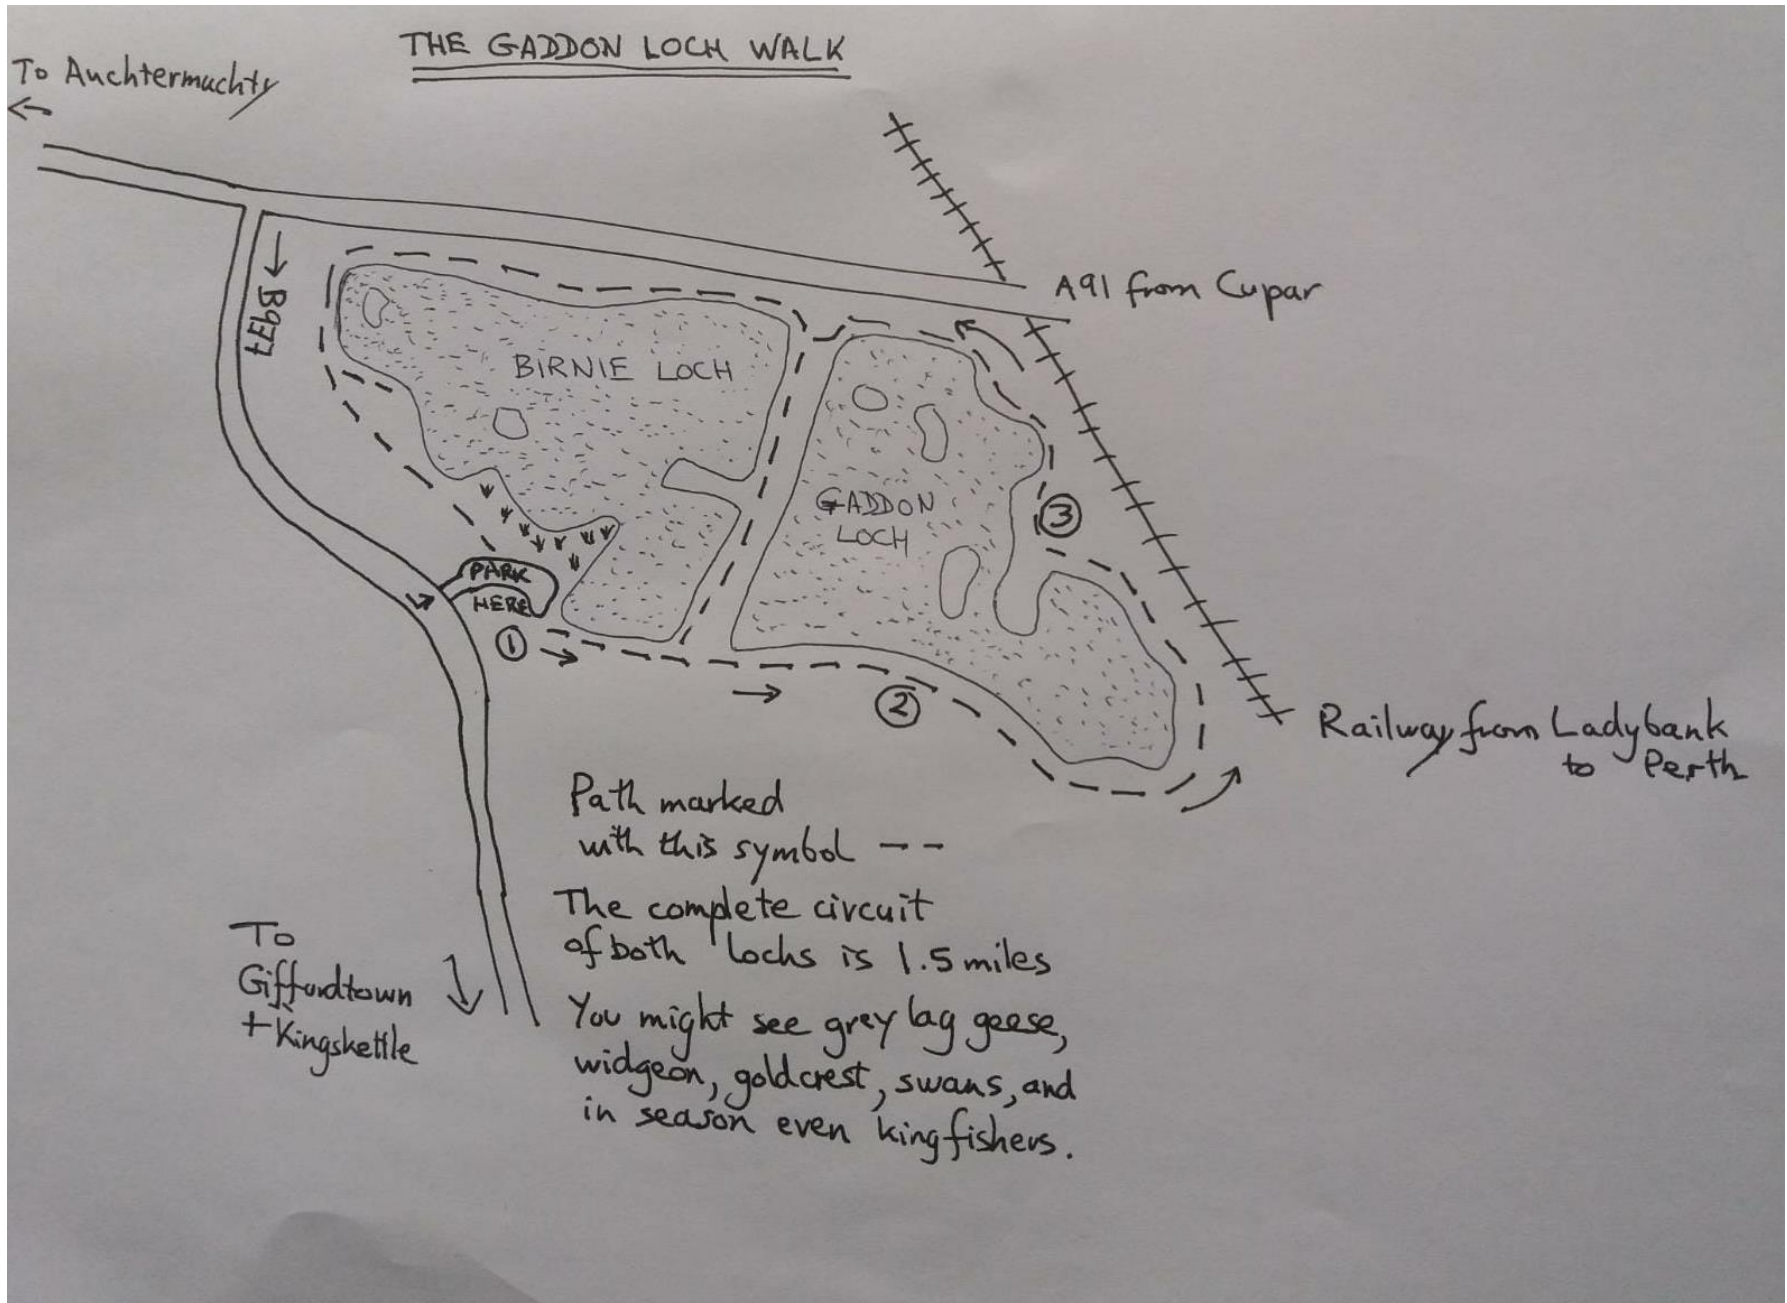 THE GADDON LOCH WALK
To Auchtermuchty
A91 from Cupar
B937
BIRNIE LOCH
GADDON
LOCH
3
PARK
HERE
1
2
Railway from Ladybank
to Perth
Path marked
with this symbol --
The complete circuit
of both lochs is 1.5 miles
To
Giffordtown
+ Kingskettle
You might see grey lag geese,
widgeon, goldcrest, swans, and
in season even kingfishers.